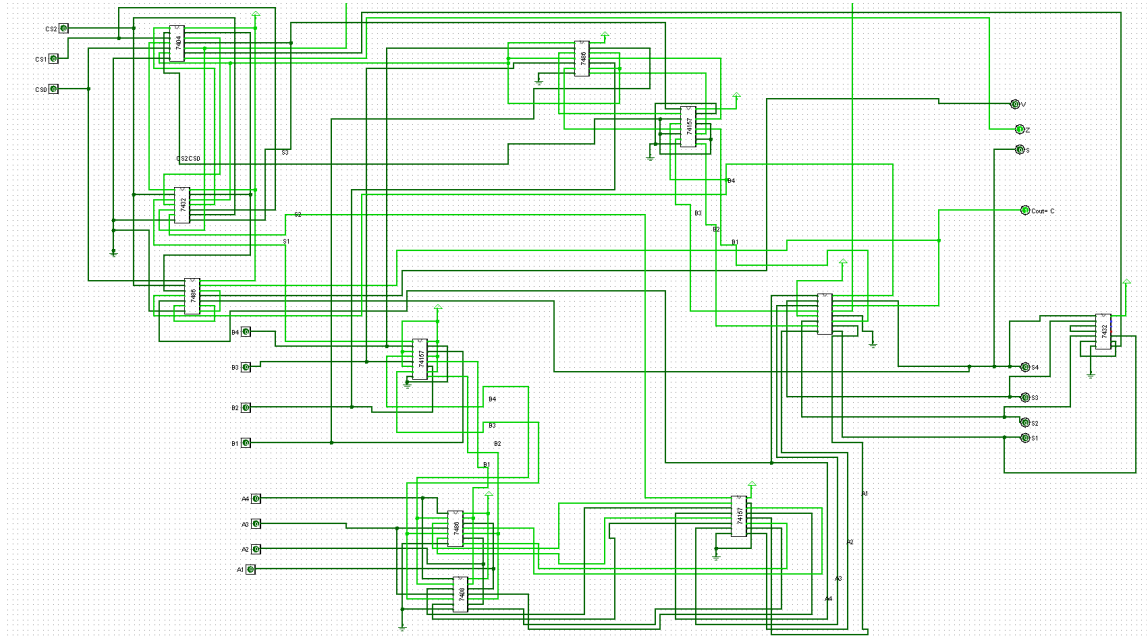 CS2
CS1
CS0
7404
7486
74157
V
Z
S
S3
CS2CS0
B4
7432
S2
B3
B2
Cout= C
S1
B1
7486
B4
74157
7432
B3
S4
B4
S3
B2
B3
S2
B1
B2
S1
B1
A4
A1
7486
74157
A3
A2
A2
A1
A3
7408
A4